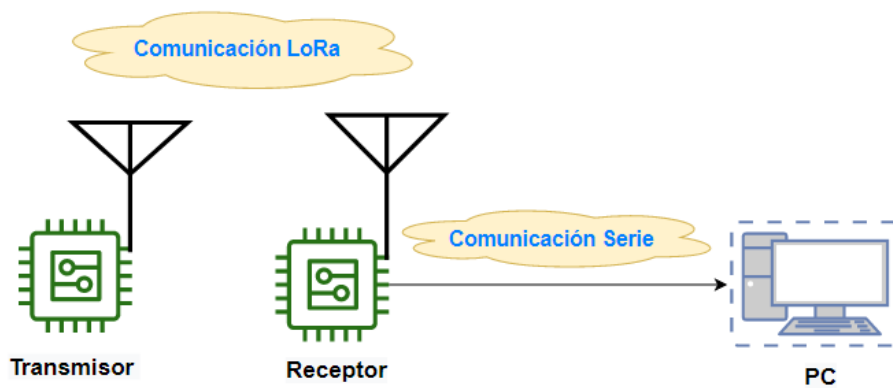 Comunicación LoRa
Comunicación Serie
Transmisor
Receptor
PC